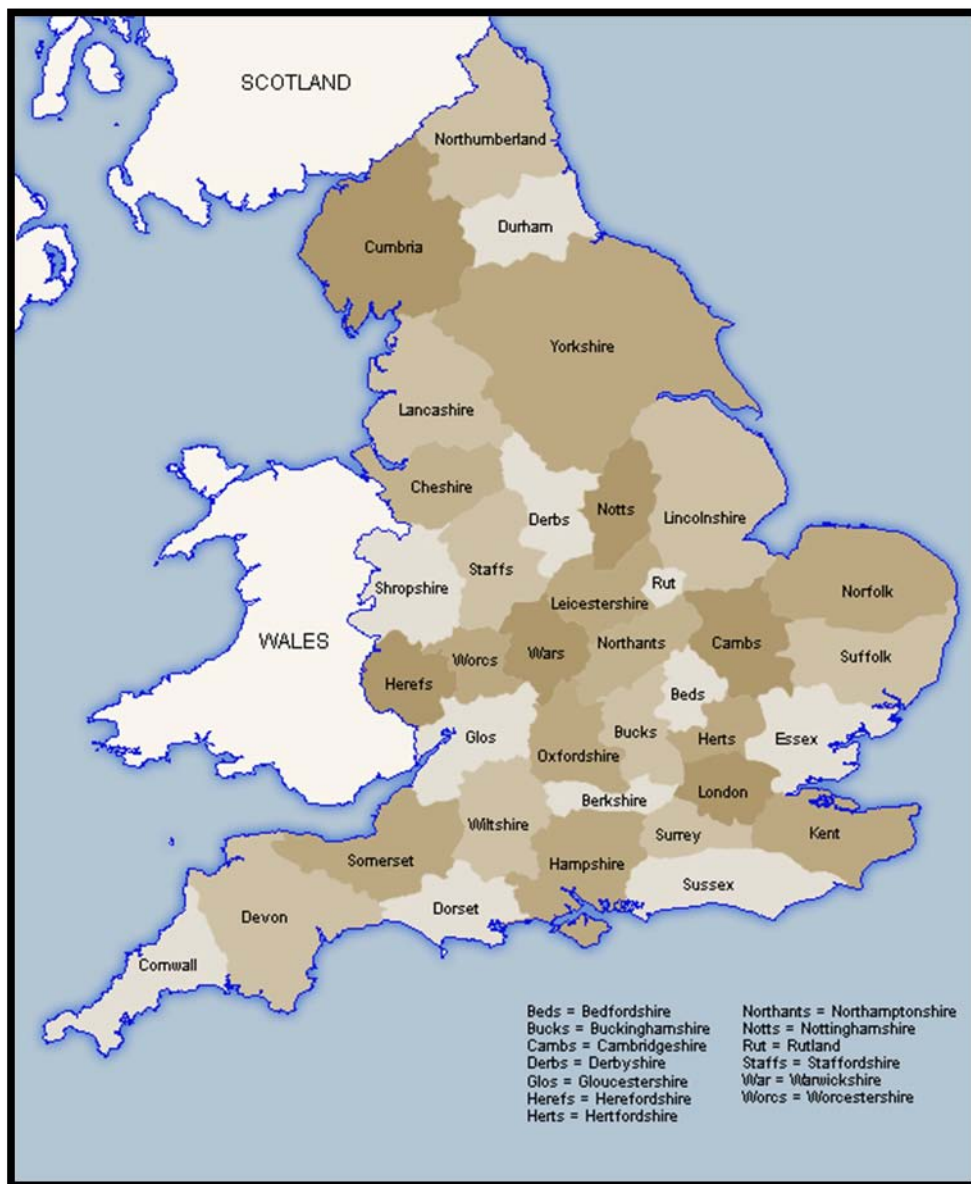 SCOTLAND
Northumberland
Durham
Cumbria
Yorkshire
Lancashire
Cheshire
Derbs
Notts
Lincolnshire
Staffs
Shropshire
Rut
Leicestershire
Norfolk
WALES
Herefs
Worcs
Wars
Northants
Cambs
Suffolk
Beds
Glos
Oxfordshire
Bucks
Herts
Essex
Berkshire
London
Wiltshire
Surrey
Kent
Somerset
Hampshire
Sussex
Devon
Dorset
Cornwall
Beds = Bedfordshire
Bucks = Buckinghamshire
Cambs = Cambridgeshire
Derbs = Derbyshire
Glos = Gloucestershire
Herefs = Herefordshire
Herts = Hertfordshire
Northants = Northamptonshire
Notts = Nottinghamshire
Rut = Rutland
Staffs = Staffordshire
War = Warwickshire
Worcs = Worcestershire